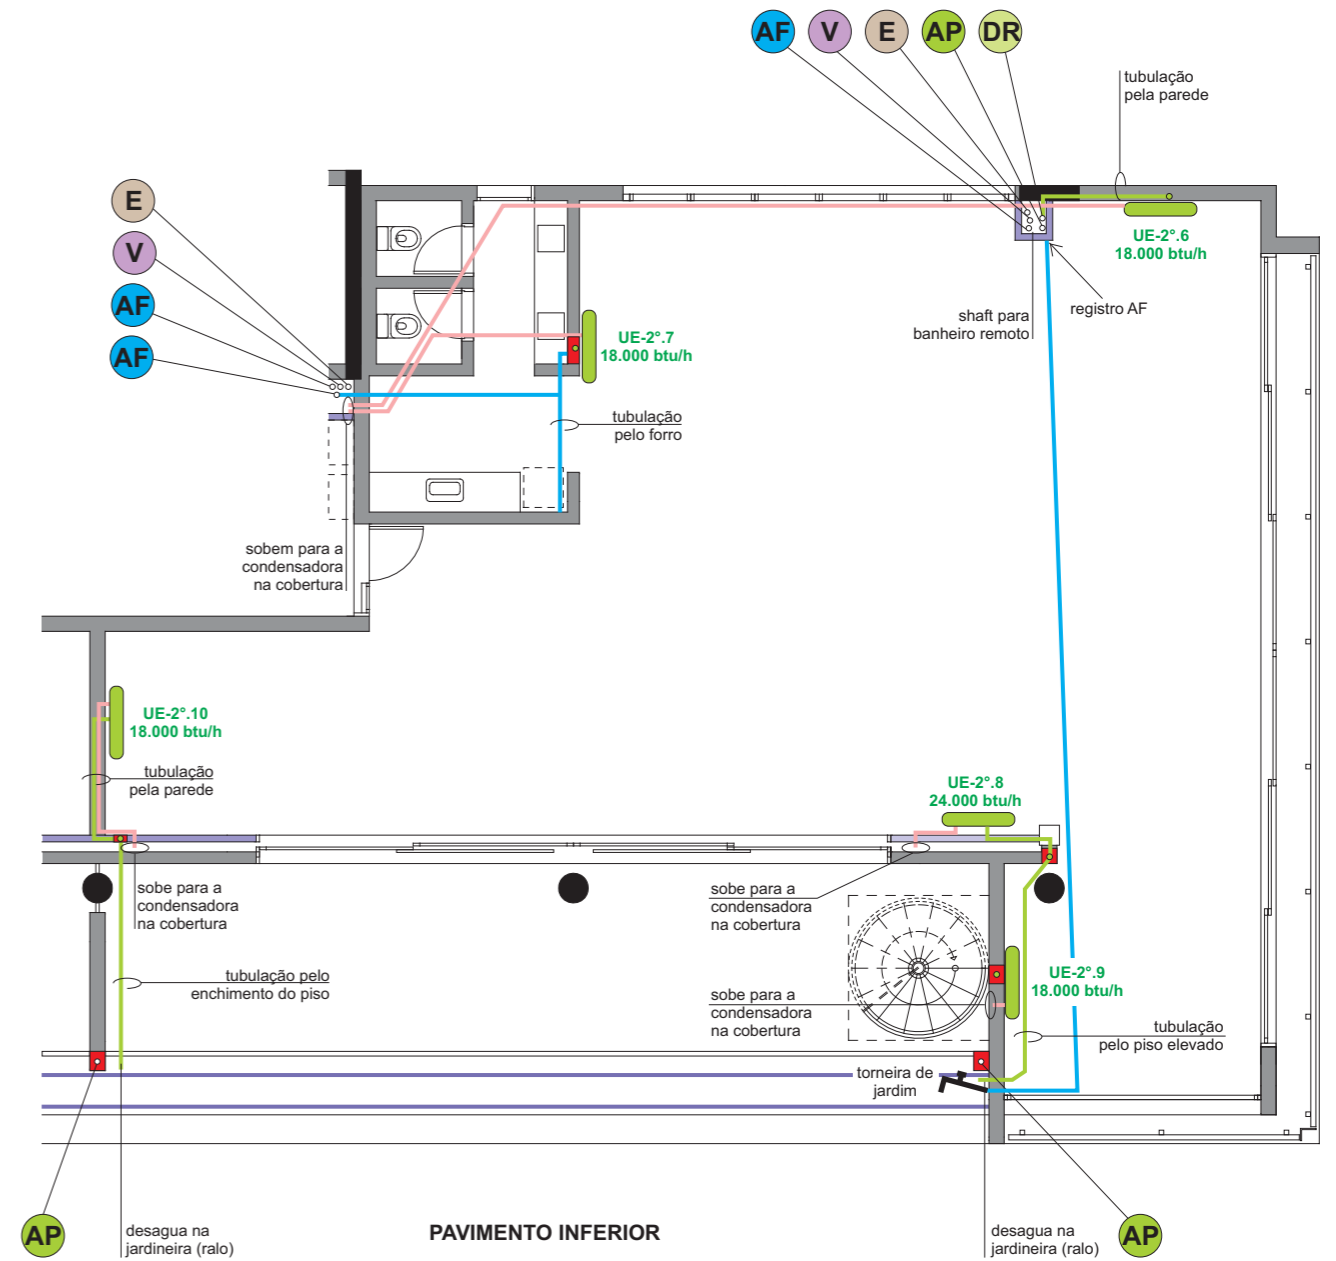 AF V E AP DR
tubulação
pela parede
E
V
AF
AF
UE-2°.6
18.000 btu/h
registro AF
shaft para
banheiro remoto
UE-2°.7
18.000 btu/h
tubulação
pelo forro
sobem para a
condensadora
na cobertura
UE-2°.10
18.000 btu/h
tubulação
pela parede
UE-2°.8
24.000 btu/h
sobe para a
condensadora
na cobertura
sobe para a
condensadora
na cobertura
tubulação pelo
enchimento do piso
UE-2°.9
18.000 btu/h
sobe para a
condensadora
na cobertura
tubulação
pelo piso elevado
torneira de
jardim
AP
desagua na
jardineira (ralo)
PAVIMENTO INFERIOR
desagua na
jardineira (ralo)
AP